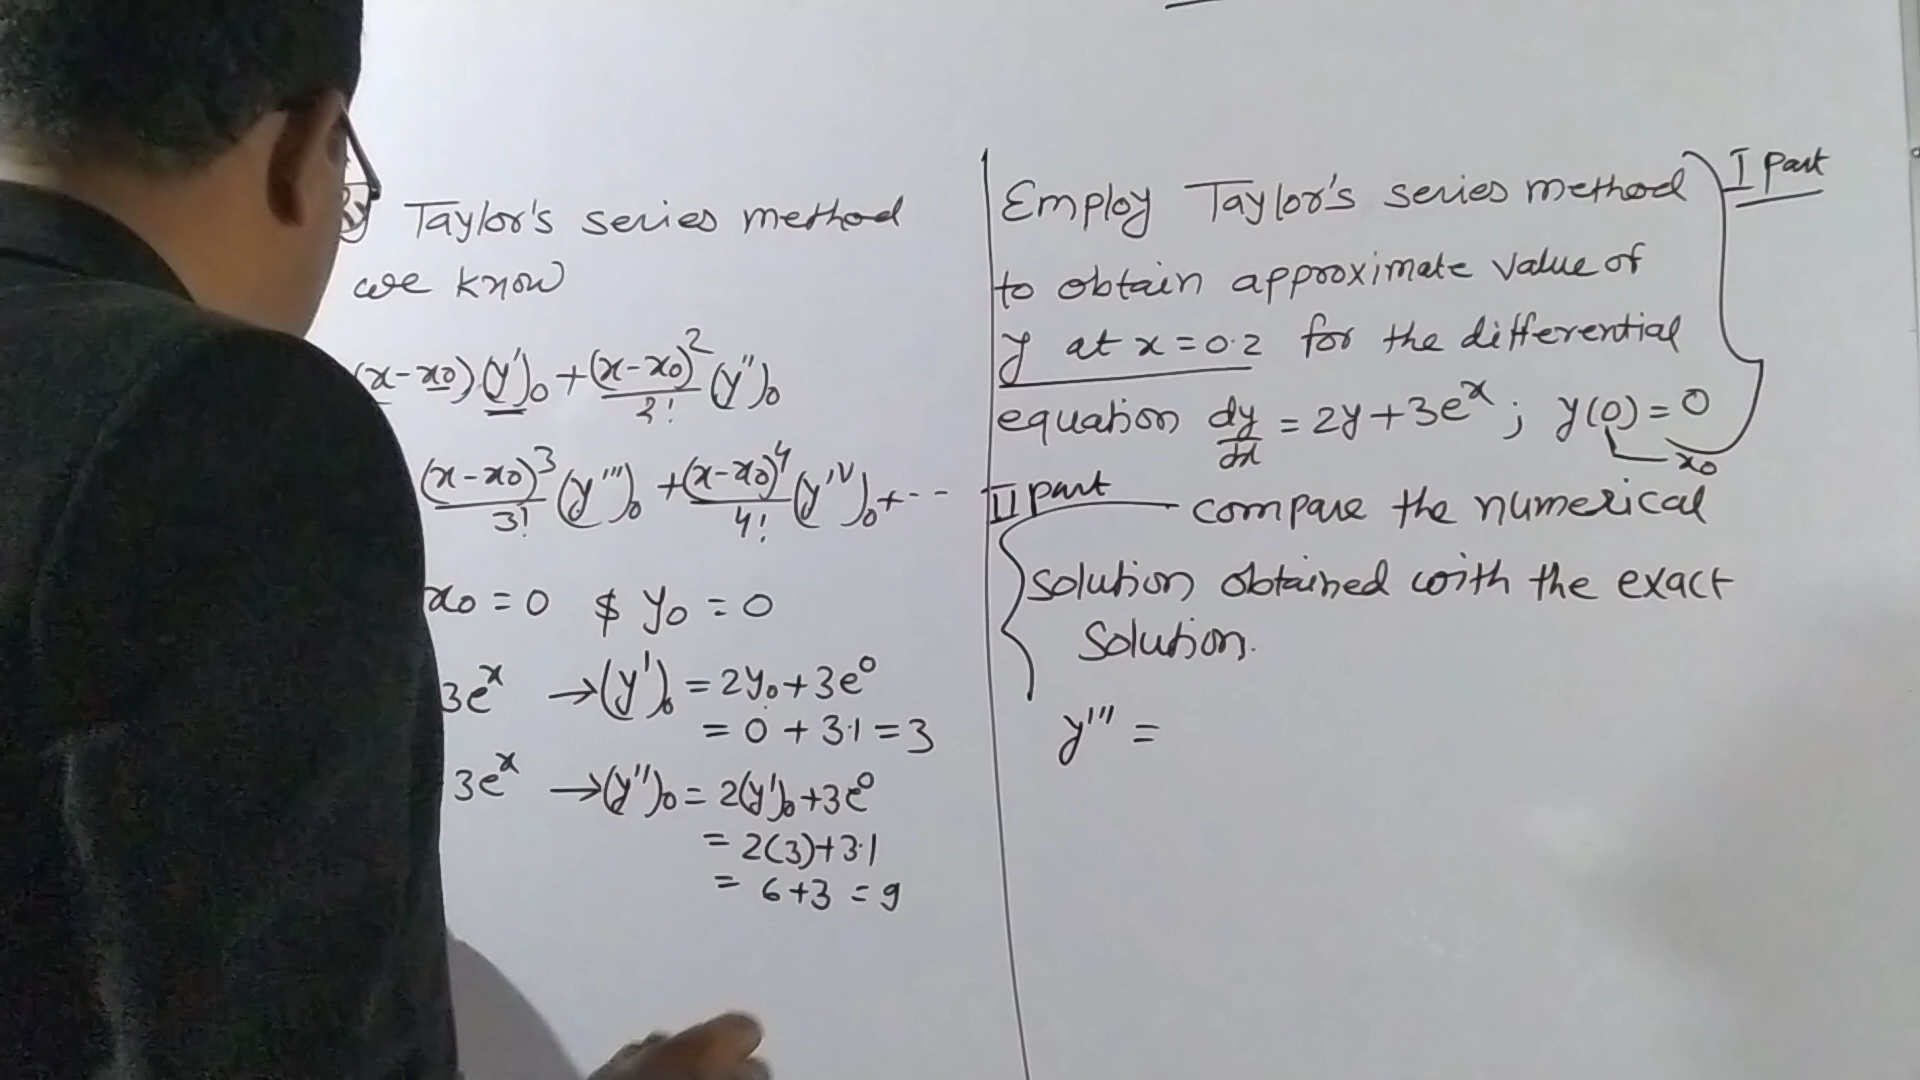 By Taylor's series method
we know
(x-x0)(y')0 + (x-x0)^2/2! (y'')0
(x-x0)^3/3! (y''')0 + (x-x0)^4/4! (y'v)0 + ---
x0 = 0 $ y0 = 0
3e^x → (y')0 = 2y0 + 3e^0
= 0 + 3·1 = 3
3e^x → (y'')0 = 2(y')0 + 3e^0
= 2(3) + 3·1
= 6 + 3 = 9
Employ Taylor's series method
I part
to obtain approximate value of
y at x = 0.2 for the differential
equation dy/dx = 2y + 3e^x ; y(0) = 0
x0
II part compare the numerical
solution obtained with the exact
solution.
y''' =